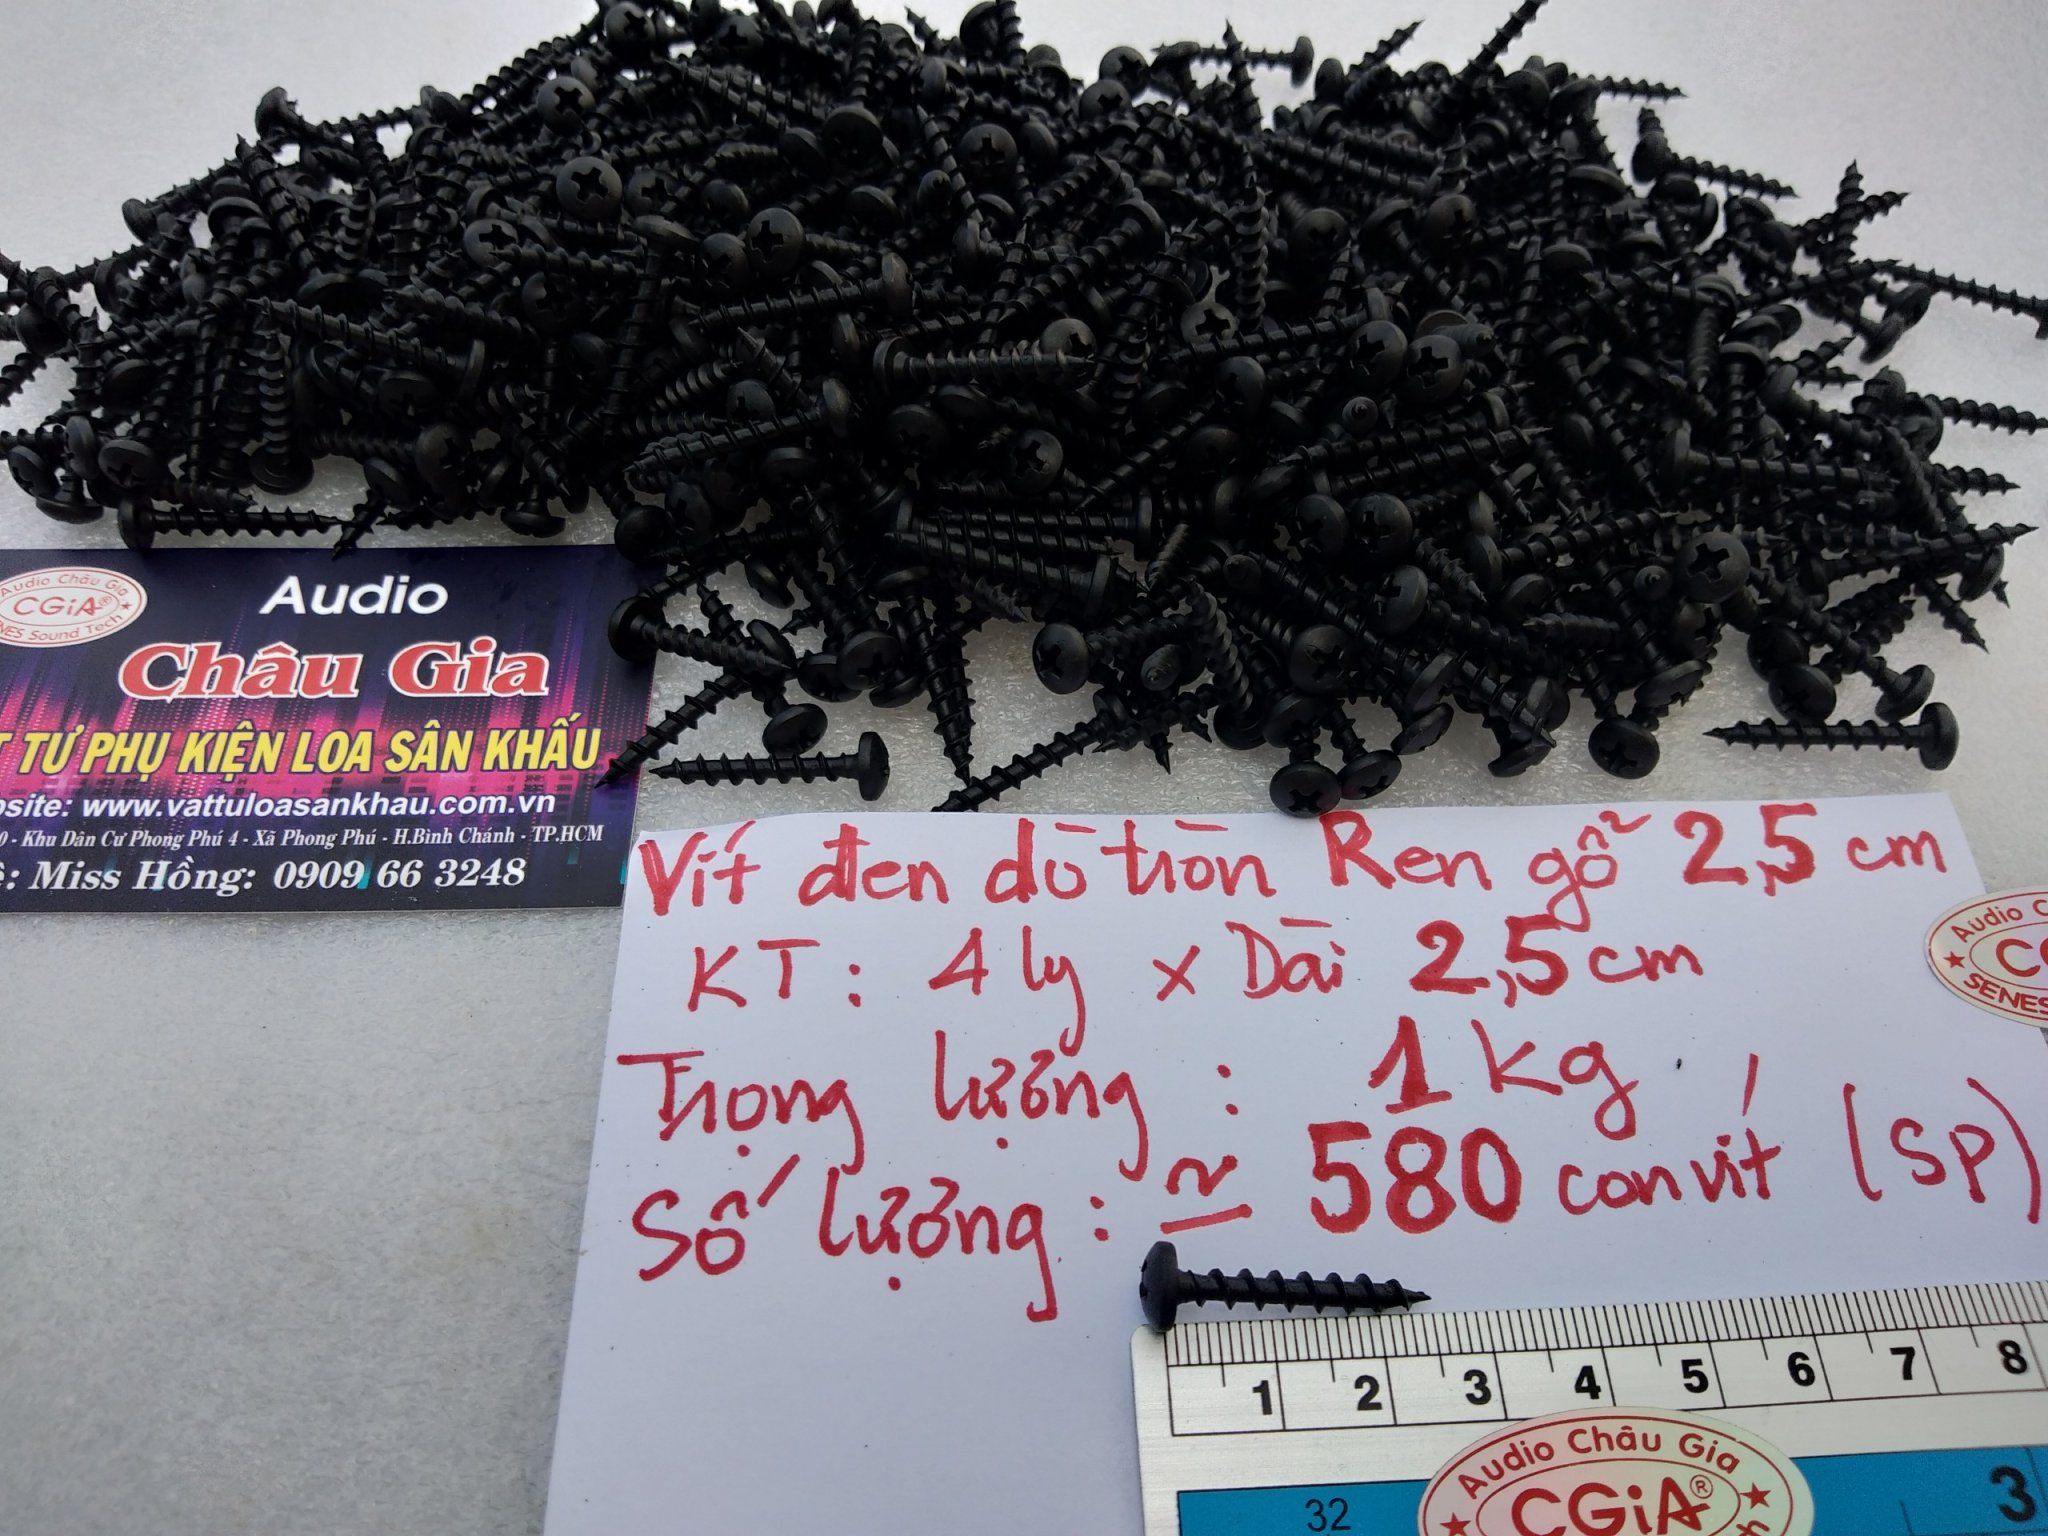 Audio Châu Gia
CGiA®
SENES Sound Tech
Audio
Châu Gia
TƯ PHỤ KIỆN LOA SÂN KHẤU
www.vattuloasankhau.com.vn
0 - Khu Dân Cư Phong Phú 4 - Xã Phong Phú - H.Bình Chánh - TP.HCM
Miss Hồng: 0909 66 3248
Vít đen dù tròn Ren gỗ 2,5 cm
KT: 4 ly x Dài 2,5 cm
Trọng lượng : 1 kg
Số lượng : ≃ 580 con vít (SP)
Audio
SENES
1 2 3 4 5 6 7 8
Audio Châu Gia
CGiA®
32
3